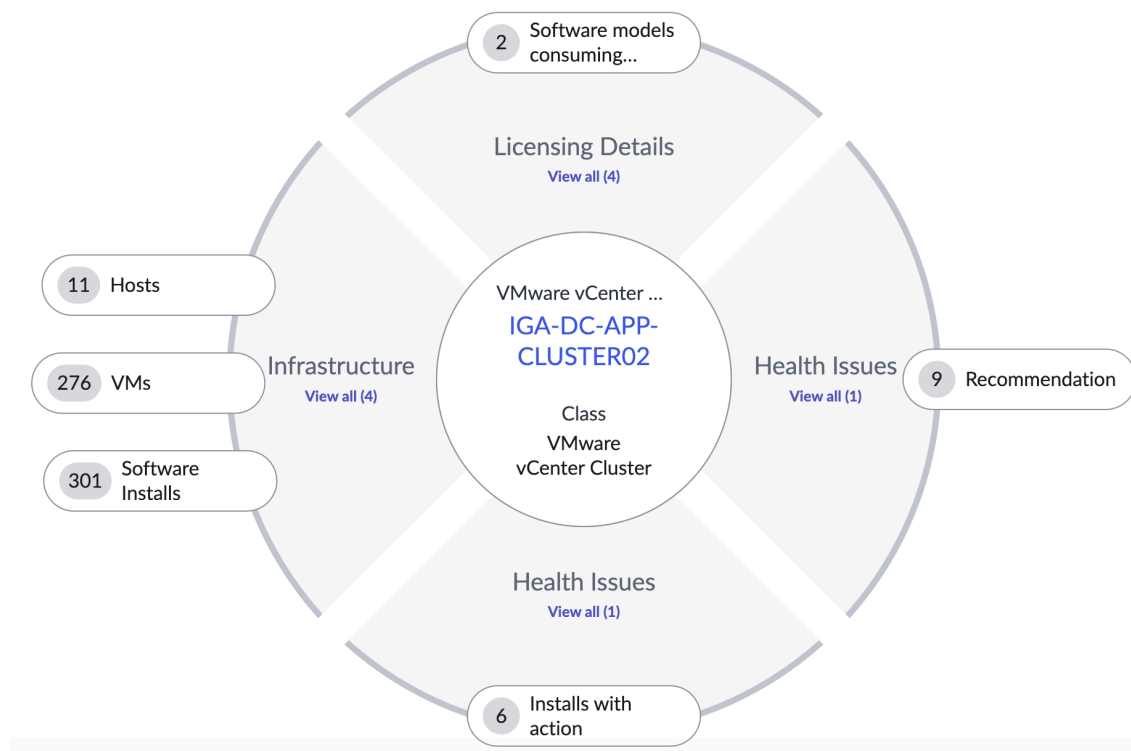 2
Software models
consuming...
Licensing Details
View all (4)
11
Hosts
276
VMs
301
Software
Installs
Infrastructure
View all (4)
VMware vCenter ...
IGA-DC-APP-
CLUSTER02
Class
VMware
vCenter Cluster
Health Issues
View all (1)
9
Recommendation
Health Issues
View all (1)
6
Installs with
action